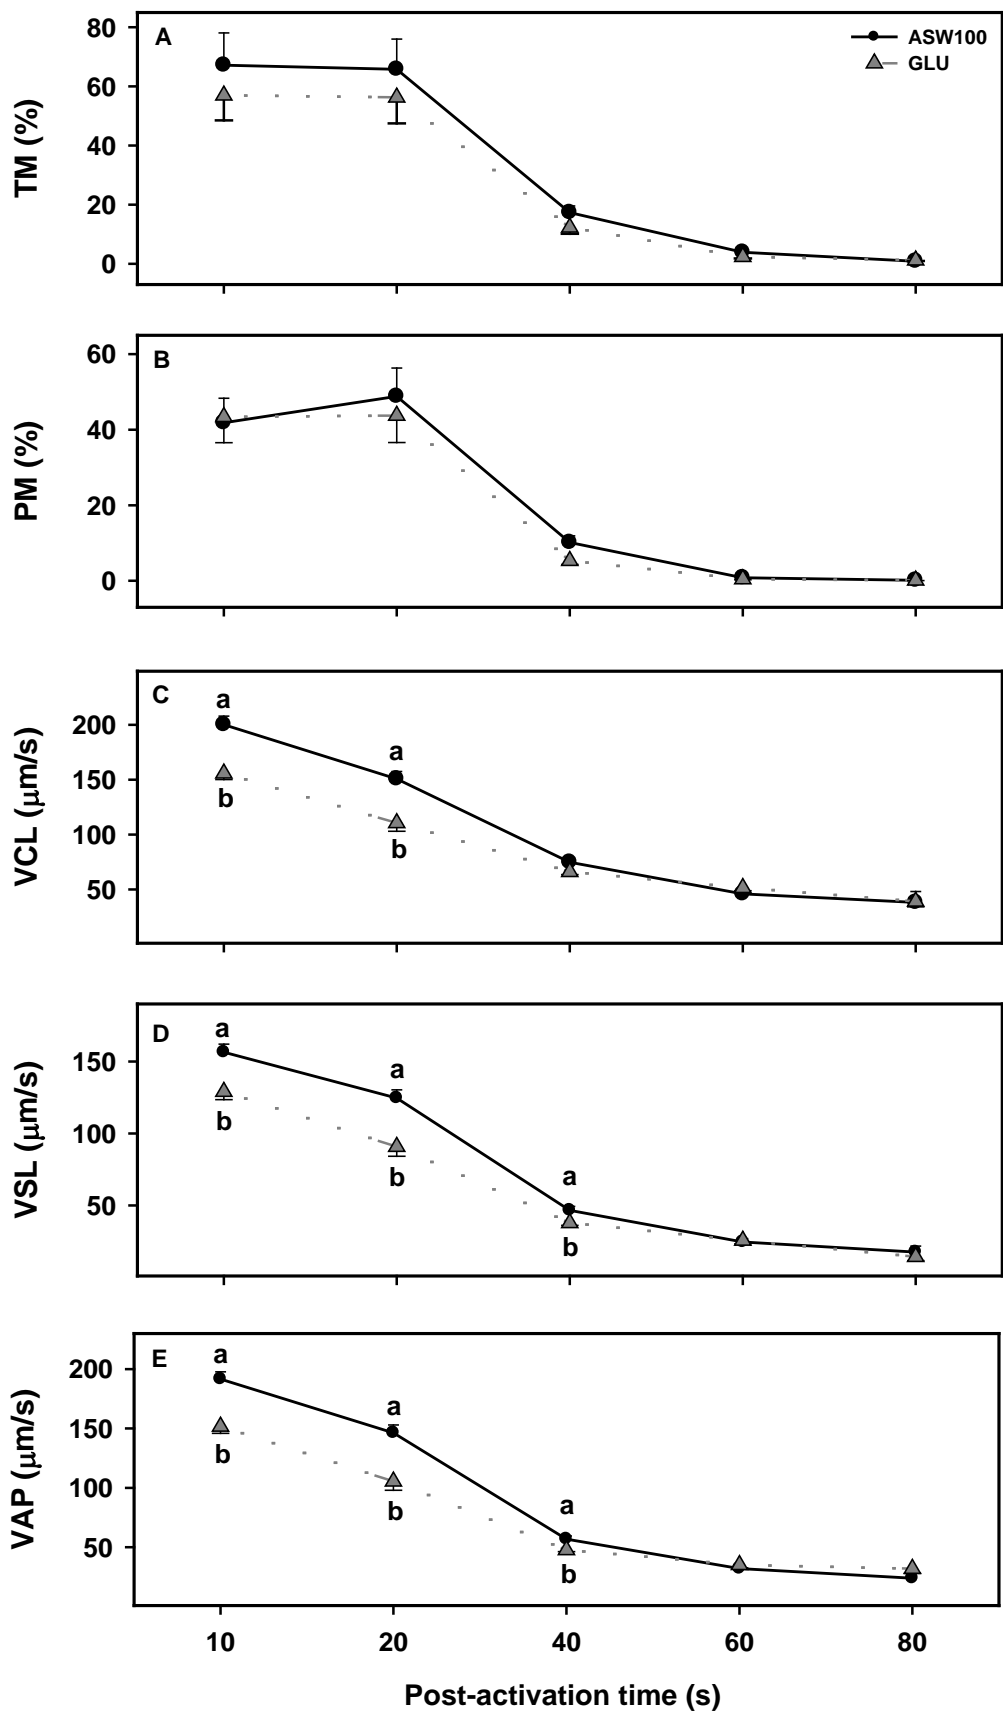 A
ASW100
GLU
TM (%)
80
60
40
20
0
B
PM (%)
60
40
20
0
C
VCL (μm/s)
200
150
100
50
a
a
b
b
D
VSL (μm/s)
150
100
50
a
a
b
b
a
b
E
VAP (μm/s)
200
150
100
50
a
a
b
b
a
b
10 20 40 60 80
Post-activation time (s)